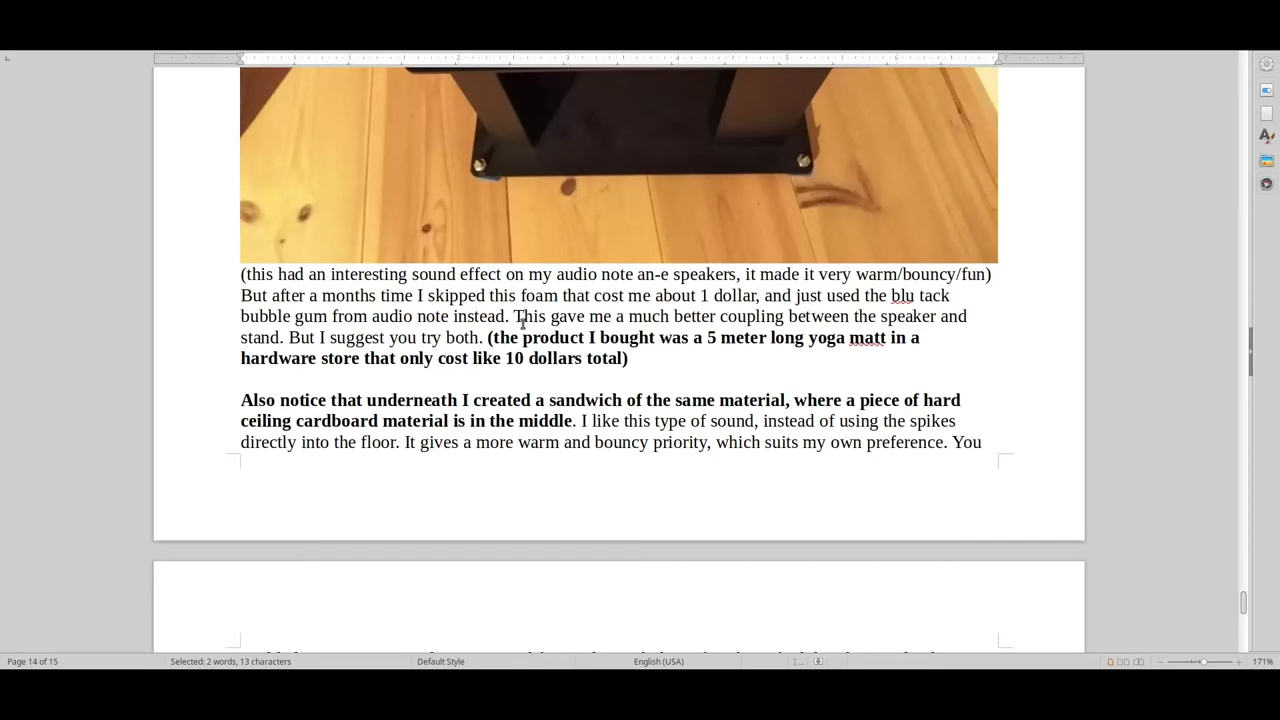 (this had an interesting sound effect on my audio note an-e speakers, it made it very warm/bouncy/fun)
But after a months time I skipped this foam that cost me about 1 dollar, and just used the blu tack
bubble gum from audio note instead. This gave me a much better coupling between the speaker and
stand. But I suggest you try both. (the product I bought was a 5 meter long yoga matt in a
hardware store that only cost like 10 dollars total)
Also notice that underneath I created a sandwich of the same material, where a piece of hard
ceiling cardboard material is in the middle. I like this type of sound, instead of using the spikes
directly into the floor. It gives a more warm and bouncy priority, which suits my own preference. You
Page 14 of 15 Selected: 2 words, 13 characters Default Style English (USA) 171%